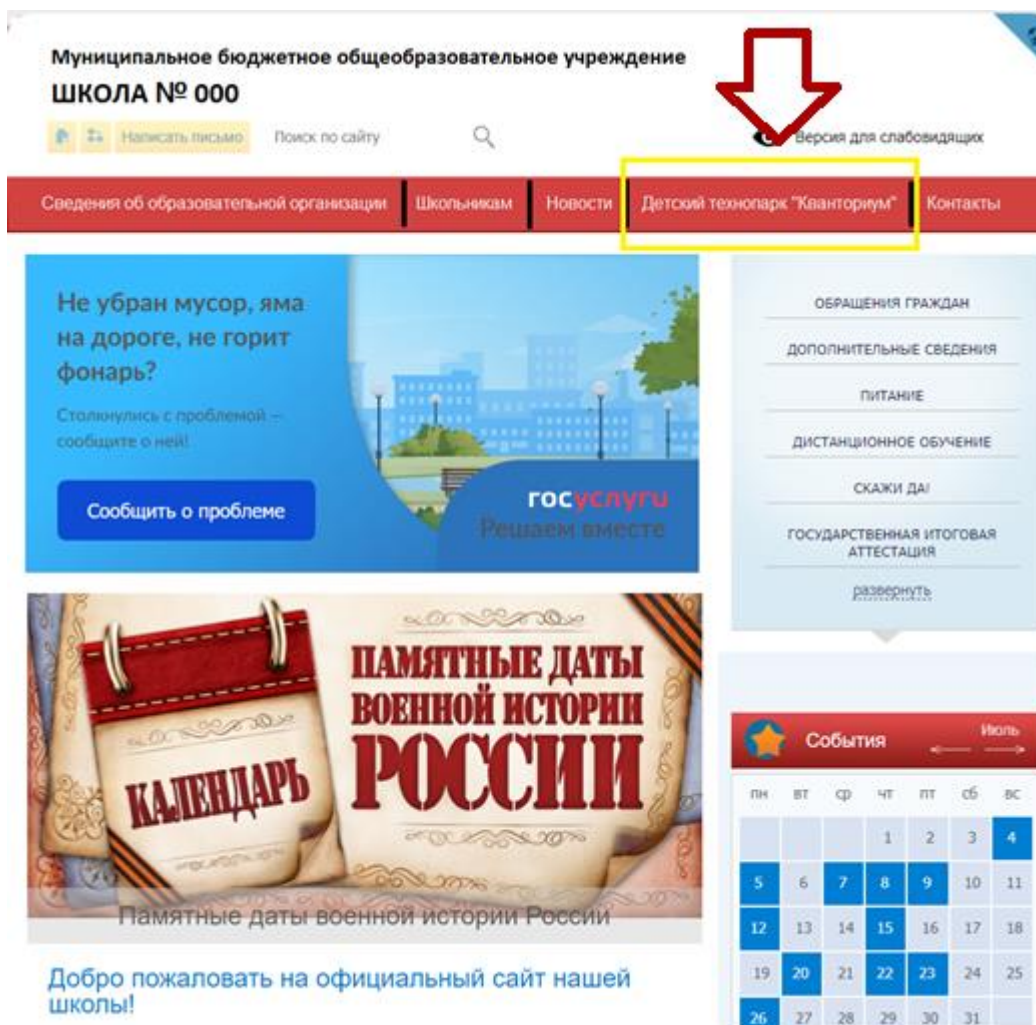 Муниципальное бюджетное общеобразовательное учреждение
ШКОЛА № 000
Написать письмо Поиск по сайту Версия для слабовидящих
Сведения об образовательной организации Школьникам Новости Детский технопарк "Кванториум" Контакты
Не убран мусор, яма
на дороге, не горит
фонарь?
Столкнулись с проблемой –
сообщите о ней!
Сообщить о проблеме
госуслуги
Решаем вместе
ОБРАЩЕНИЯ ГРАЖДАН
ДОПОЛНИТЕЛЬНЫЕ СВЕДЕНИЯ
ПИТАНИЕ
ДИСТАНЦИОННОЕ ОБУЧЕНИЕ
СКАЖИ ДА!
ГОСУДАРСТВЕННАЯ ИТОГОВАЯ
АТТЕСТАЦИЯ
развернуть
КАЛЕНДАРЬ
ПАМЯТНЫЕ ДАТЫ
ВОЕННОЙ ИСТОРИИ
РОССИИ
Памятные даты военной истории России
Добро пожаловать на официальный сайт нашей
школы!
События Июль
пн вт ср чт пт сб вс
1 2 3 4
5 6 7 8 9 10 11
12 13 14 15 16 17 18
19 20 21 22 23 24 25
26 27 28 29 30 31